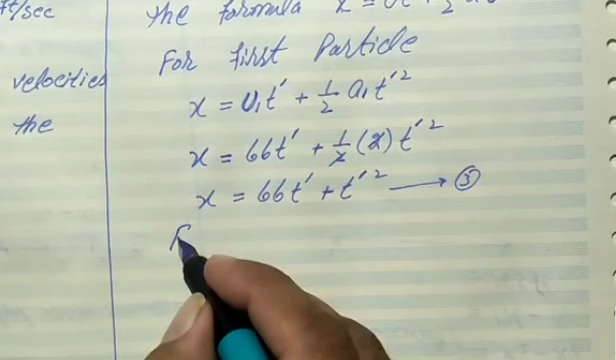 ft/sec
velocities
the
the formula x =
For First Particle
x = U₁t' + 1/2 a₁t'²
x = 66t' + 1/2 (2) t'²
x = 66t' + t'² → ③